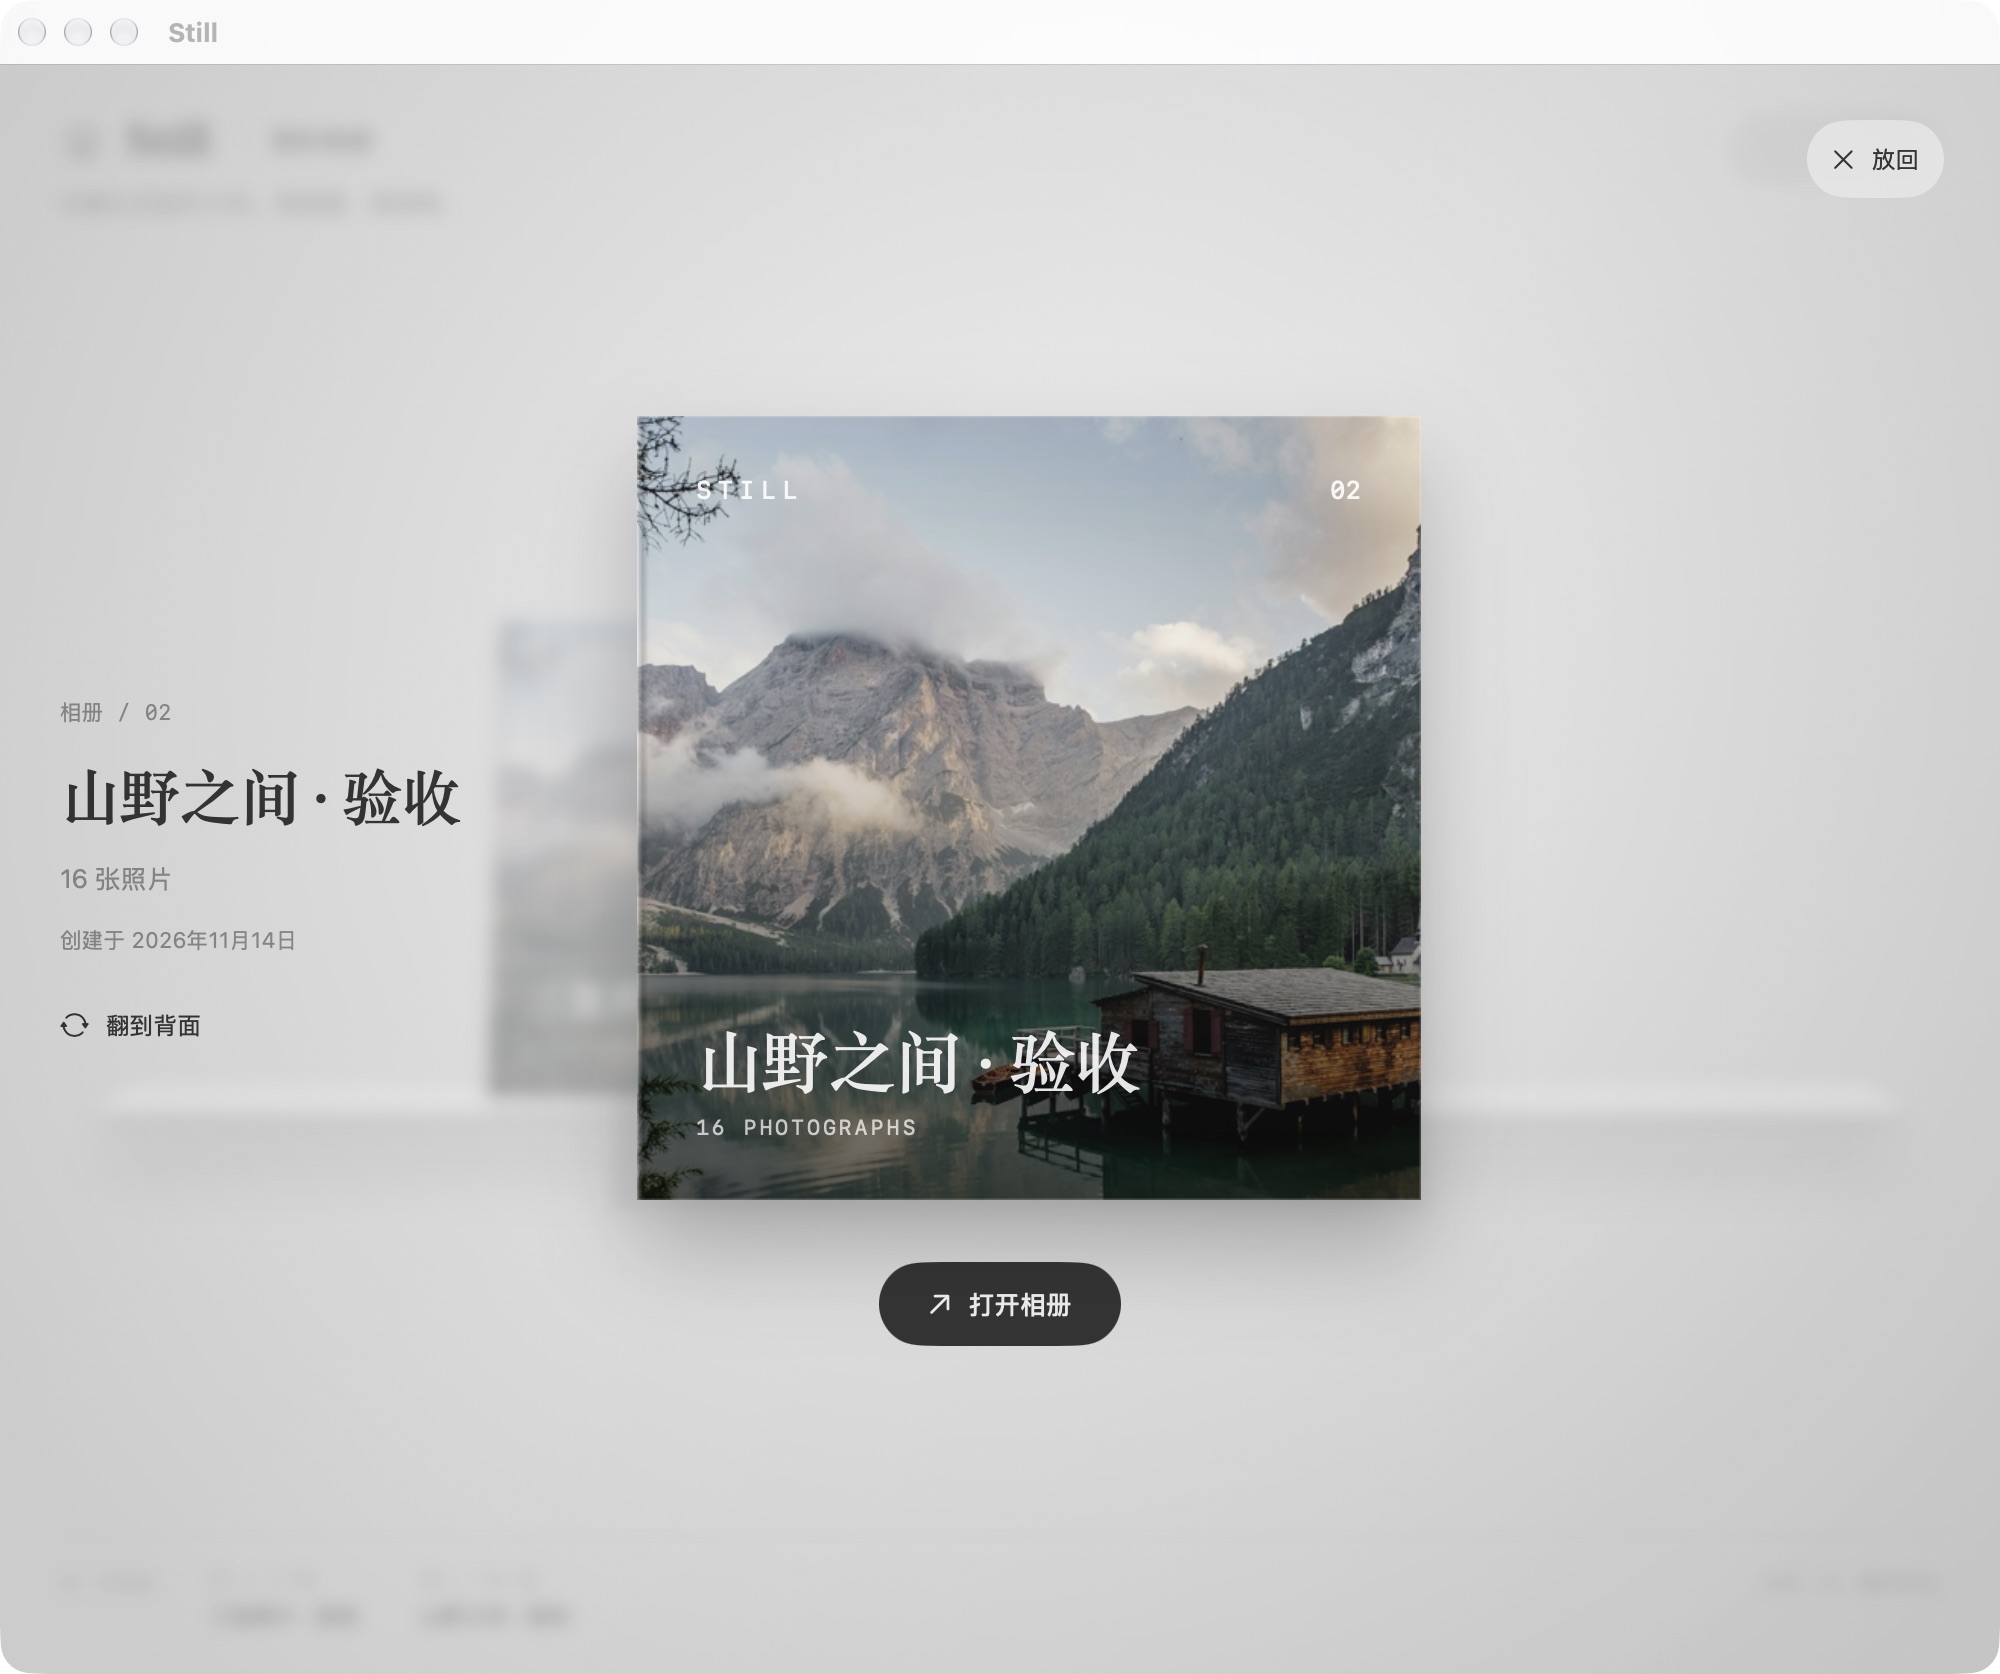 Still
放回
STILL
02
相册 / 02
山野之间 · 验收
16 张照片
创建于 2026年11月14日
翻到背面
山野之间 · 验收
16 PHOTOGRAPHS
打开相册